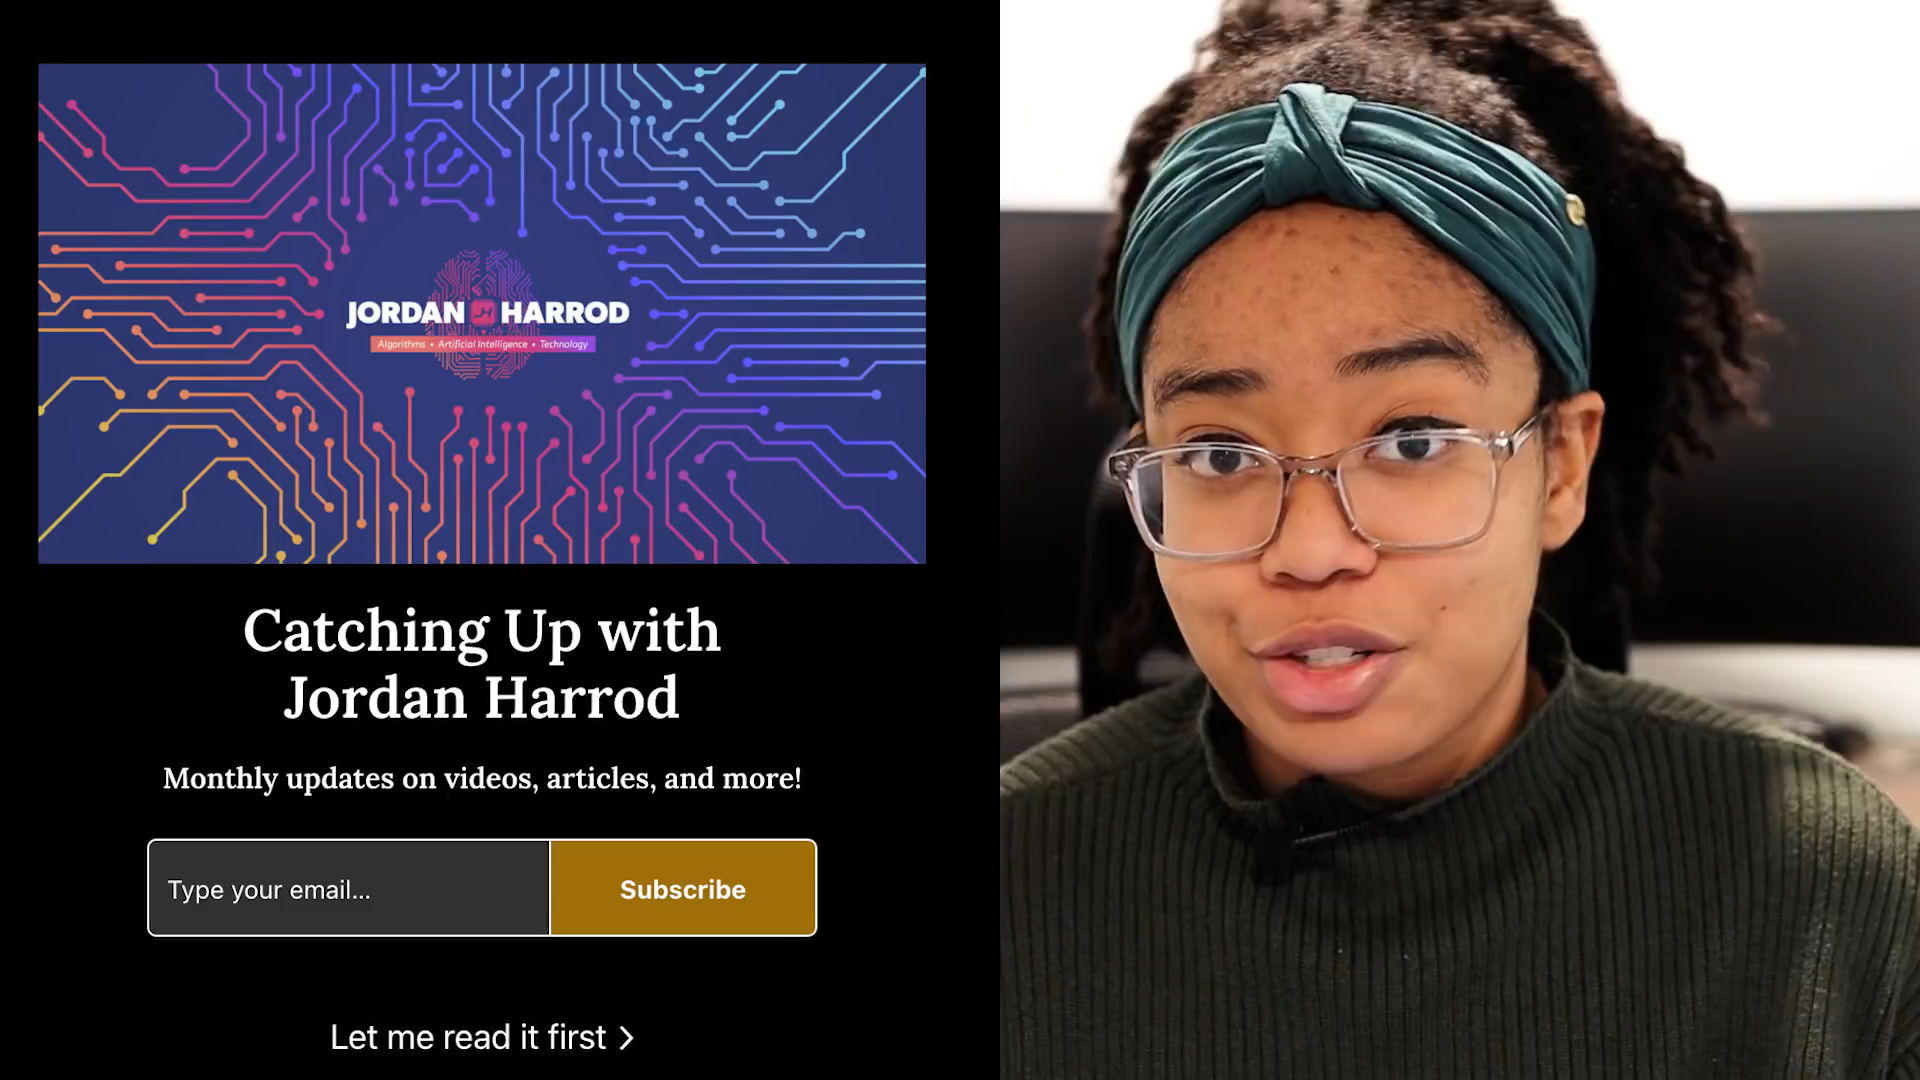 JORDAN JH HARROD
Algorithms • Artificial Intelligence • Technology
Catching Up with
Jordan Harrod
Monthly updates on videos, articles, and more!
Type your email...
Subscribe
Let me read it first >